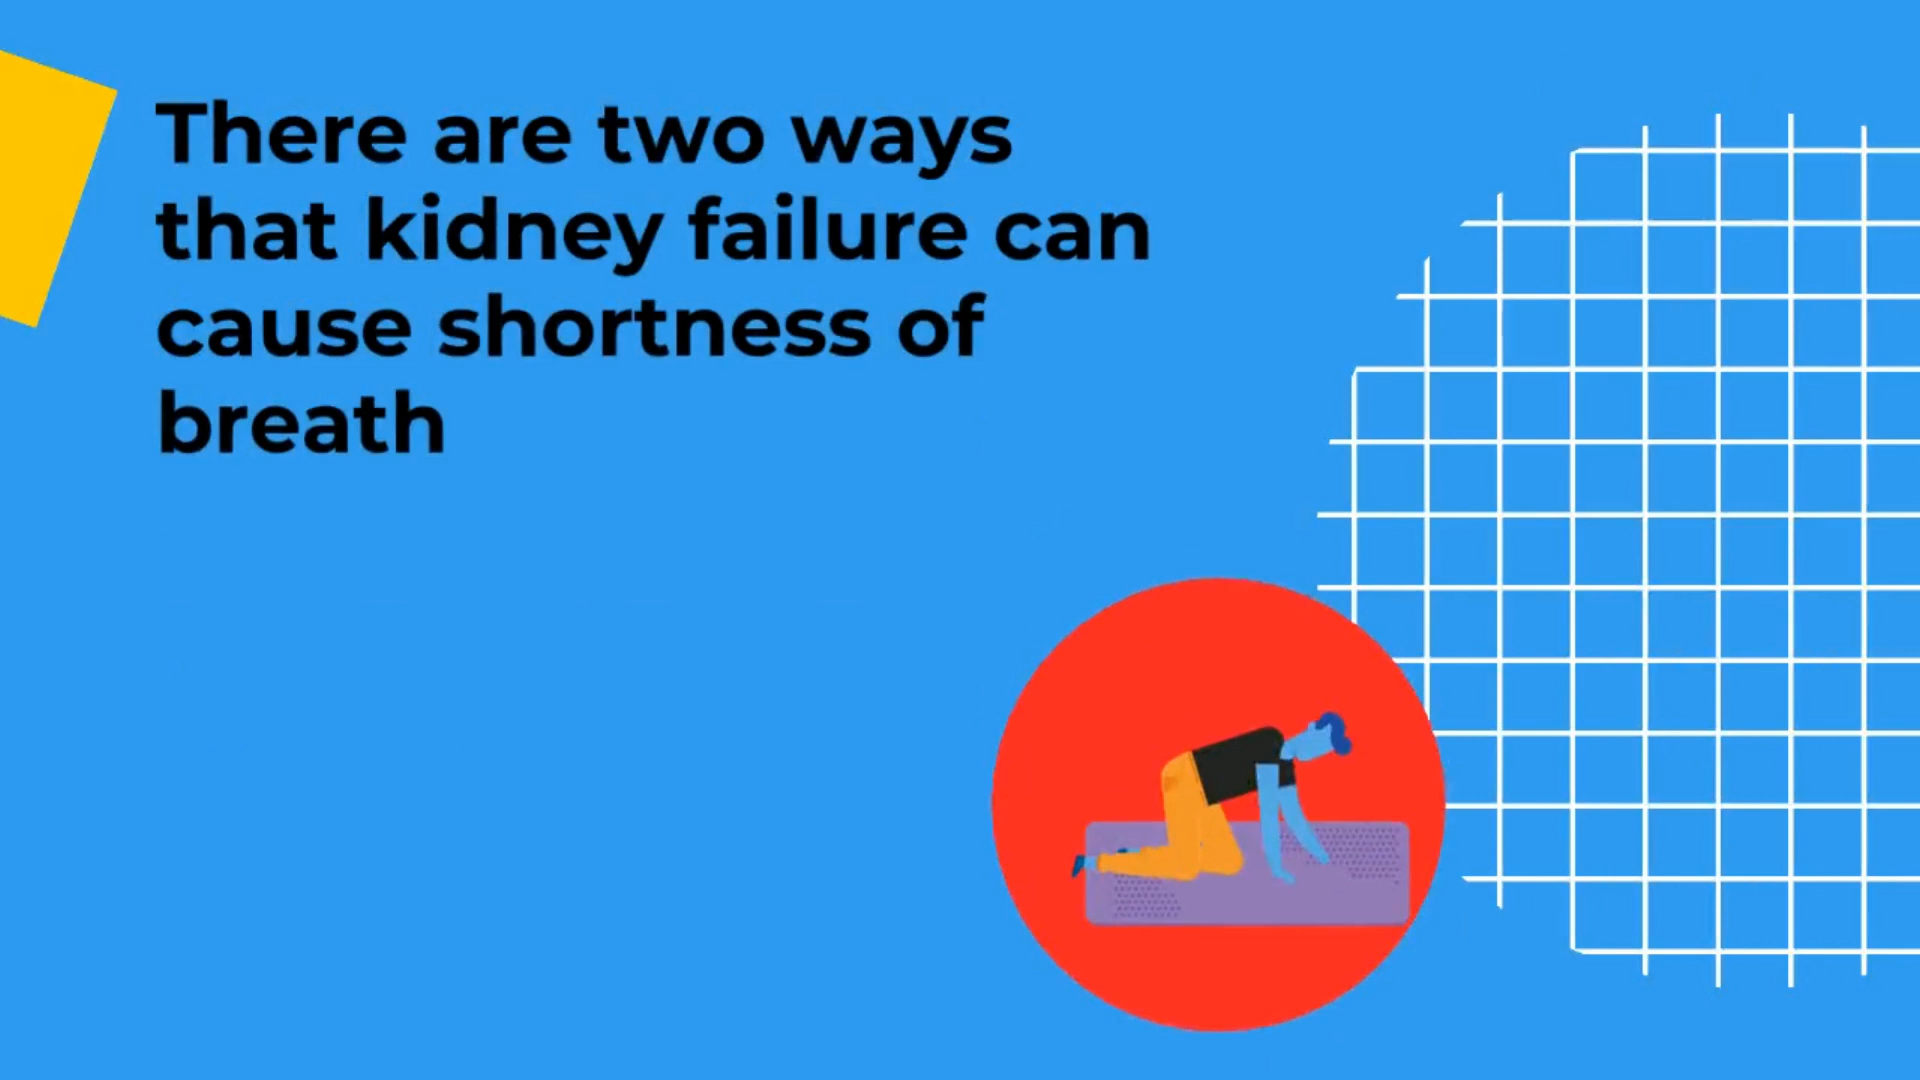 There are two ways
that kidney failure can
cause shortness of
breath